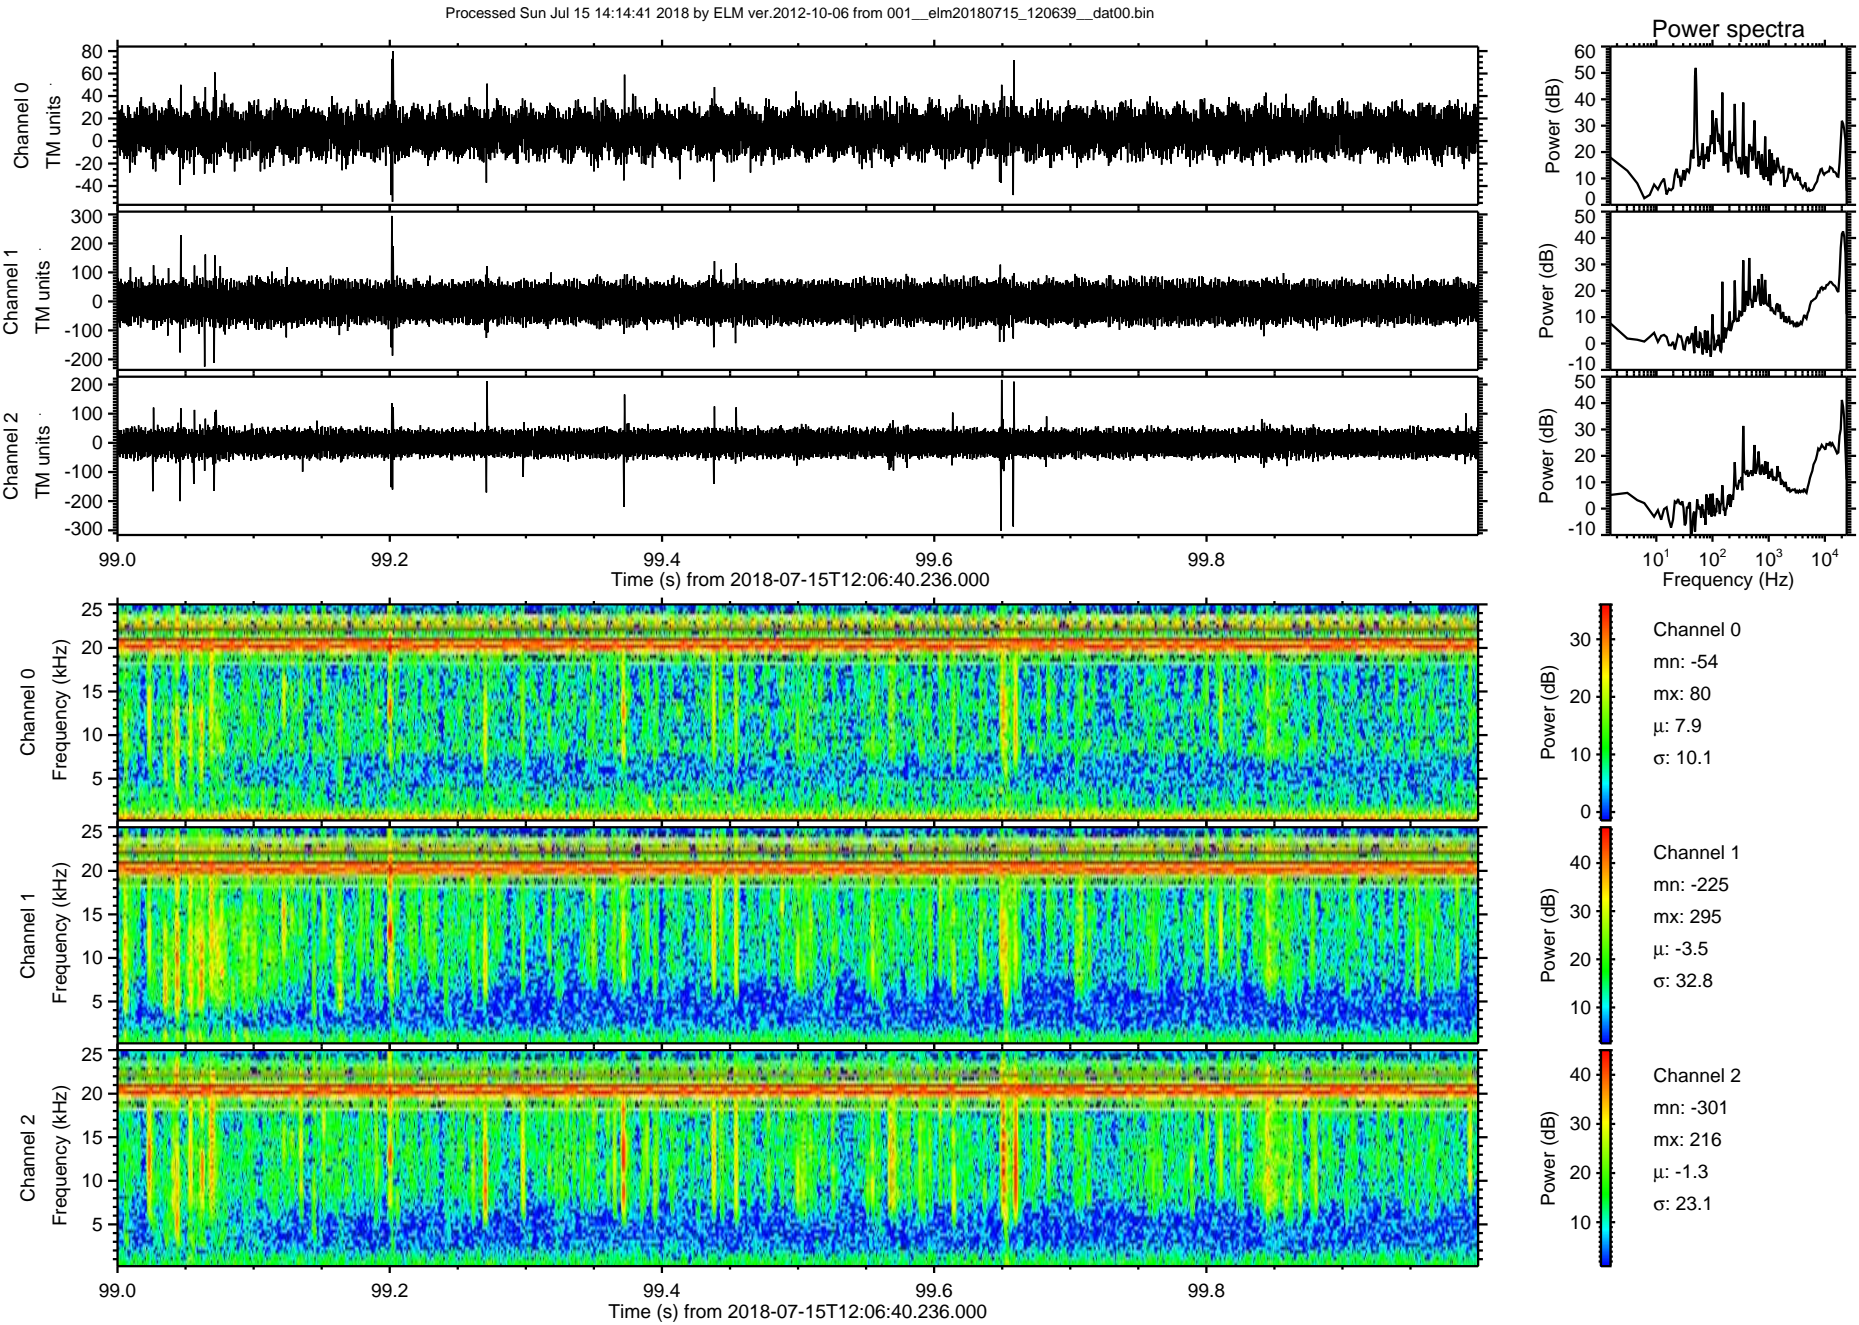 Processed Sun Jul 15 14:14:41 2018 by ELM ver.2012-10-06 from 001__elm20180715_120639__dat00.bin
Power spectra
Channel 0
TM units
80
60
40
20
0
-20
-40
Power (dB)
60
50
40
30
20
10
0
Channel 1
TM units
300
200
100
0
-100
-200
Power (dB)
50
40
30
20
10
0
-10
Channel 2
TM units
200
100
0
-100
-200
-300
Power (dB)
50
40
30
20
10
0
-10
99.0 99.2 99.4 99.6 99.8
Time (s) from 2018-07-15T12:06:40.236.000
10¹ 10² 10³ 10⁴
Frequency (Hz)
Channel 0
Frequency (kHz)
25
20
15
10
5
Power (dB)
30
20
10
0
Channel 0
mn: -54
mx: 80
μ: 7.9
σ: 10.1
Channel 1
Frequency (kHz)
25
20
15
10
5
Power (dB)
40
30
20
10
Channel 1
mn: -225
mx: 295
μ: -3.5
σ: 32.8
Channel 2
Frequency (kHz)
25
20
15
10
5
Power (dB)
40
30
20
10
Channel 2
mn: -301
mx: 216
μ: -1.3
σ: 23.1
99.0 99.2 99.4 99.6 99.8
Time (s) from 2018-07-15T12:06:40.236.000